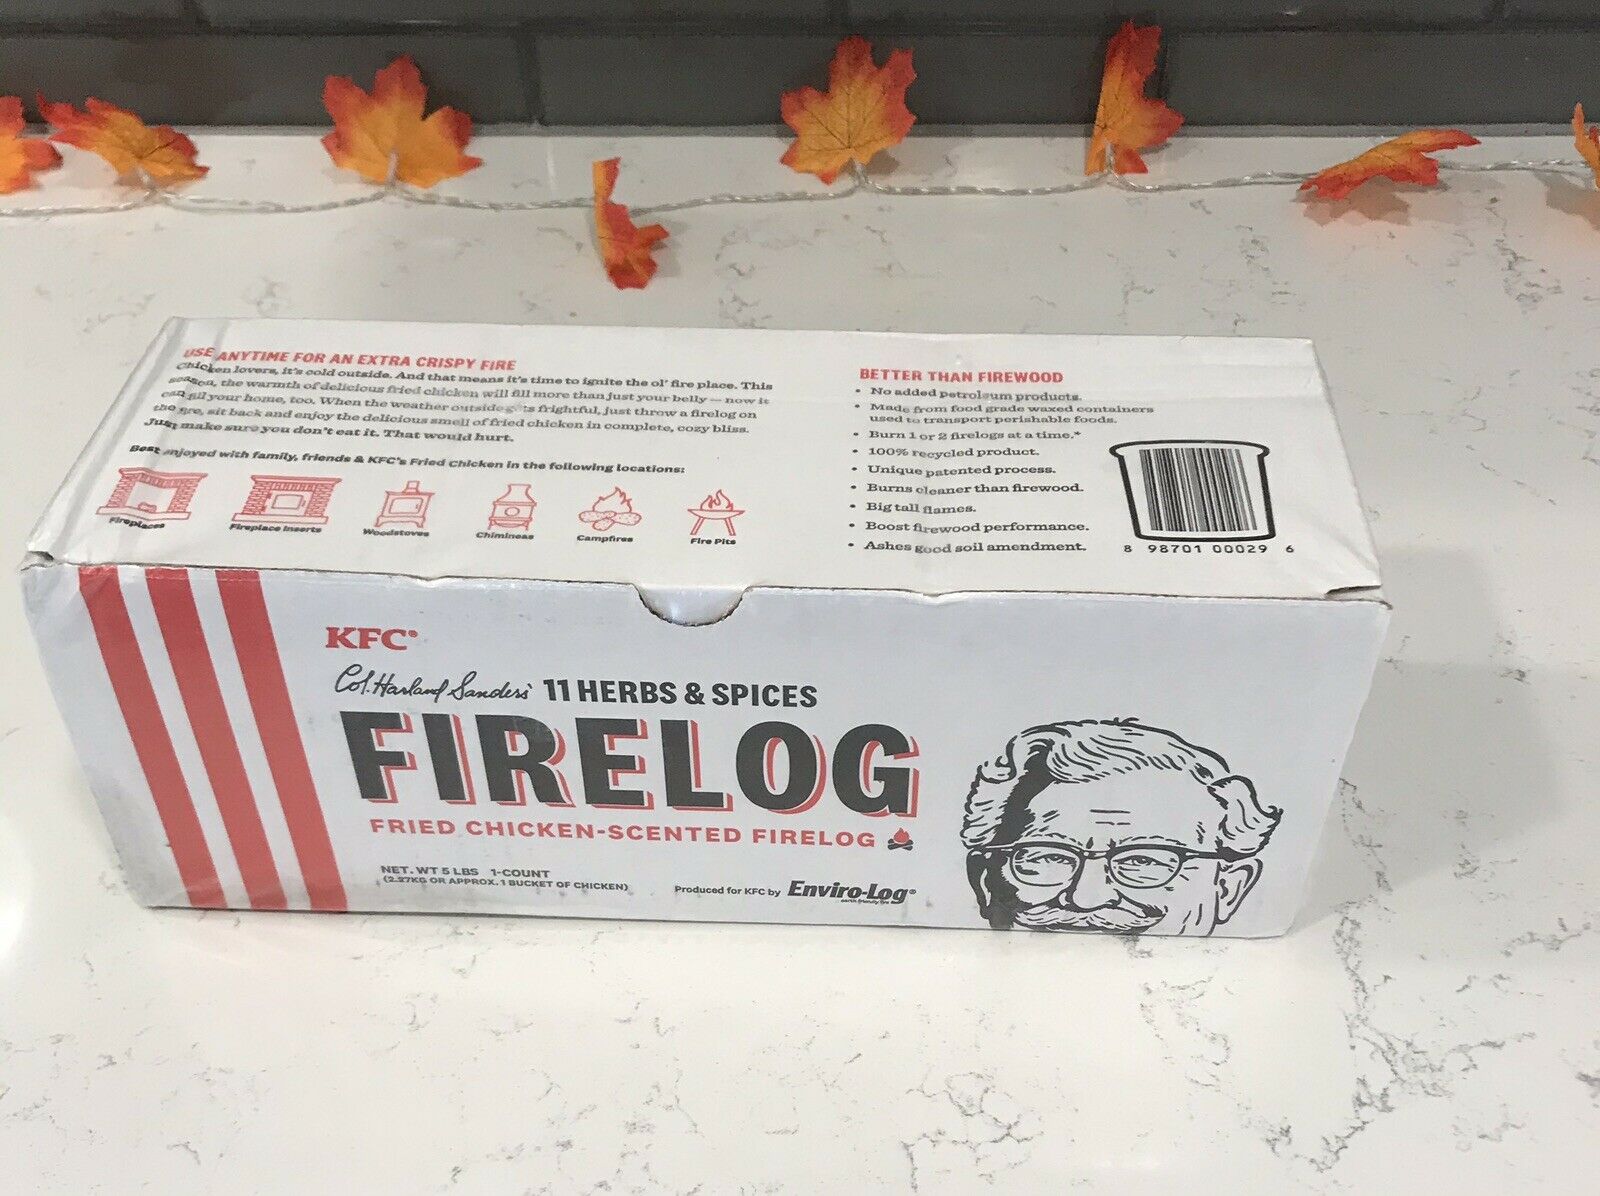 USE ANYTIME FOR AN EXTRA CRISPY FIRE
Chicken lovers, it's cold outside. And that means it's time to ignite the ol' fire place. This
season, the warmth of delicious fried chicken will fill more than just your belly — now it
can fill your home, too. When the weather outside gets frightful, just throw a firelog on
the fire, sit back and enjoy the delicious smell of fried chicken in complete, cozy bliss.
Just make sure you don't eat it. That would hurt.
Best enjoyed with family, friends & KFC's Fried Chicken in the following locations:
Fireplaces
Fireplace Inserts
Woodstoves
Chimineas
Campfires
Fire Pits
BETTER THAN FIREWOOD
• No added petroleum products.
• Made from food grade waxed containers
used to transport perishable foods.
• Burn 1 or 2 firelogs at a time.*
• 100% recycled product.
• Unique patented process.
• Burns cleaner than firewood.
• Big tall flames.
• Boost firewood performance.
• Ashes good soil amendment.
8 98701 00029 6
KFC®
Col. Harland Sanders' 11 HERBS & SPICES
FIRELOG
FRIED CHICKEN-SCENTED FIRELOG
NET. WT 5 LBS 1-COUNT
(2.27KG OR APPROX. 1 BUCKET OF CHICKEN)
Produced for KFC by Enviro-Log®
earth friendly fire